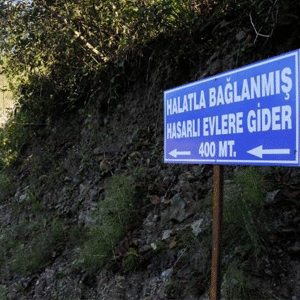 HALATLA BAĞLANMIŞ
HASARLI EVLERE GİDER
400 MT.